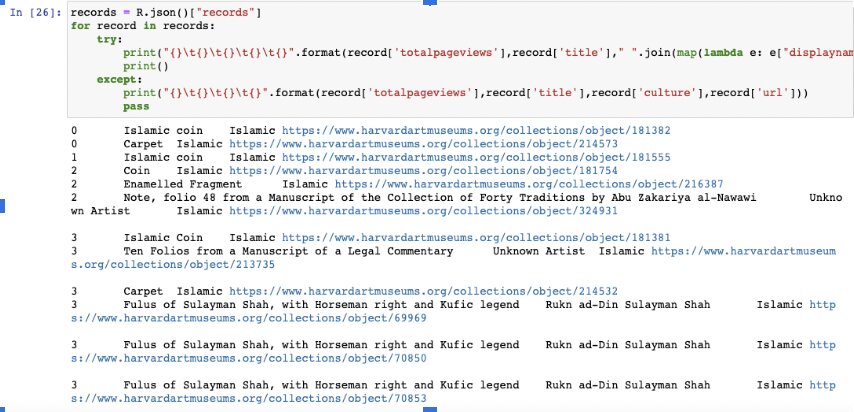 In [26]: records = R.json()["records"]
for record in records:
try:
print("{}\t{}\t{}\t{}\t{}".format(record['totalpageviews'],record['title']," ".join(map(lambda e: e["displaynam
print()
except:
print("{}\t{}\t{}\t{}".format(record['totalpageviews'],record['title'],record['culture'],record['url']))
pass
0 Islamic coin Islamic https://www.harvardartmuseums.org/collections/object/181382
0 Carpet Islamic https://www.harvardartmuseums.org/collections/object/214573
1 Islamic coin Islamic https://www.harvardartmuseums.org/collections/object/181555
2 Coin Islamic https://www.harvardartmuseums.org/collections/object/181754
2 Enamelled Fragment Islamic https://www.harvardartmuseums.org/collections/object/216387
2 Note, folio 48 from a Manuscript of the Collection of Forty Traditions by Abu Zakariya al-Nawawi Unkno
wn Artist Islamic https://www.harvardartmuseums.org/collections/object/324931
3 Islamic Coin Islamic https://www.harvardartmuseums.org/collections/object/181381
3 Ten Folios from a Manuscript of a Legal Commentary Unknown Artist Islamic https://www.harvardartmuseum
s.org/collections/object/213735
3 Carpet Islamic https://www.harvardartmuseums.org/collections/object/214532
3 Fulus of Sulayman Shah, with Horseman right and Kufic legend Rukn ad-Din Sulayman Shah Islamic http
s://www.harvardartmuseums.org/collections/object/69969
3 Fulus of Sulayman Shah, with Horseman right and Kufic legend Rukn ad-Din Sulayman Shah Islamic http
s://www.harvardartmuseums.org/collections/object/70850
3 Fulus of Sulayman Shah, with Horseman right and Kufic legend Rukn ad-Din Sulayman Shah Islamic http
s://www.harvardartmuseums.org/collections/object/70853